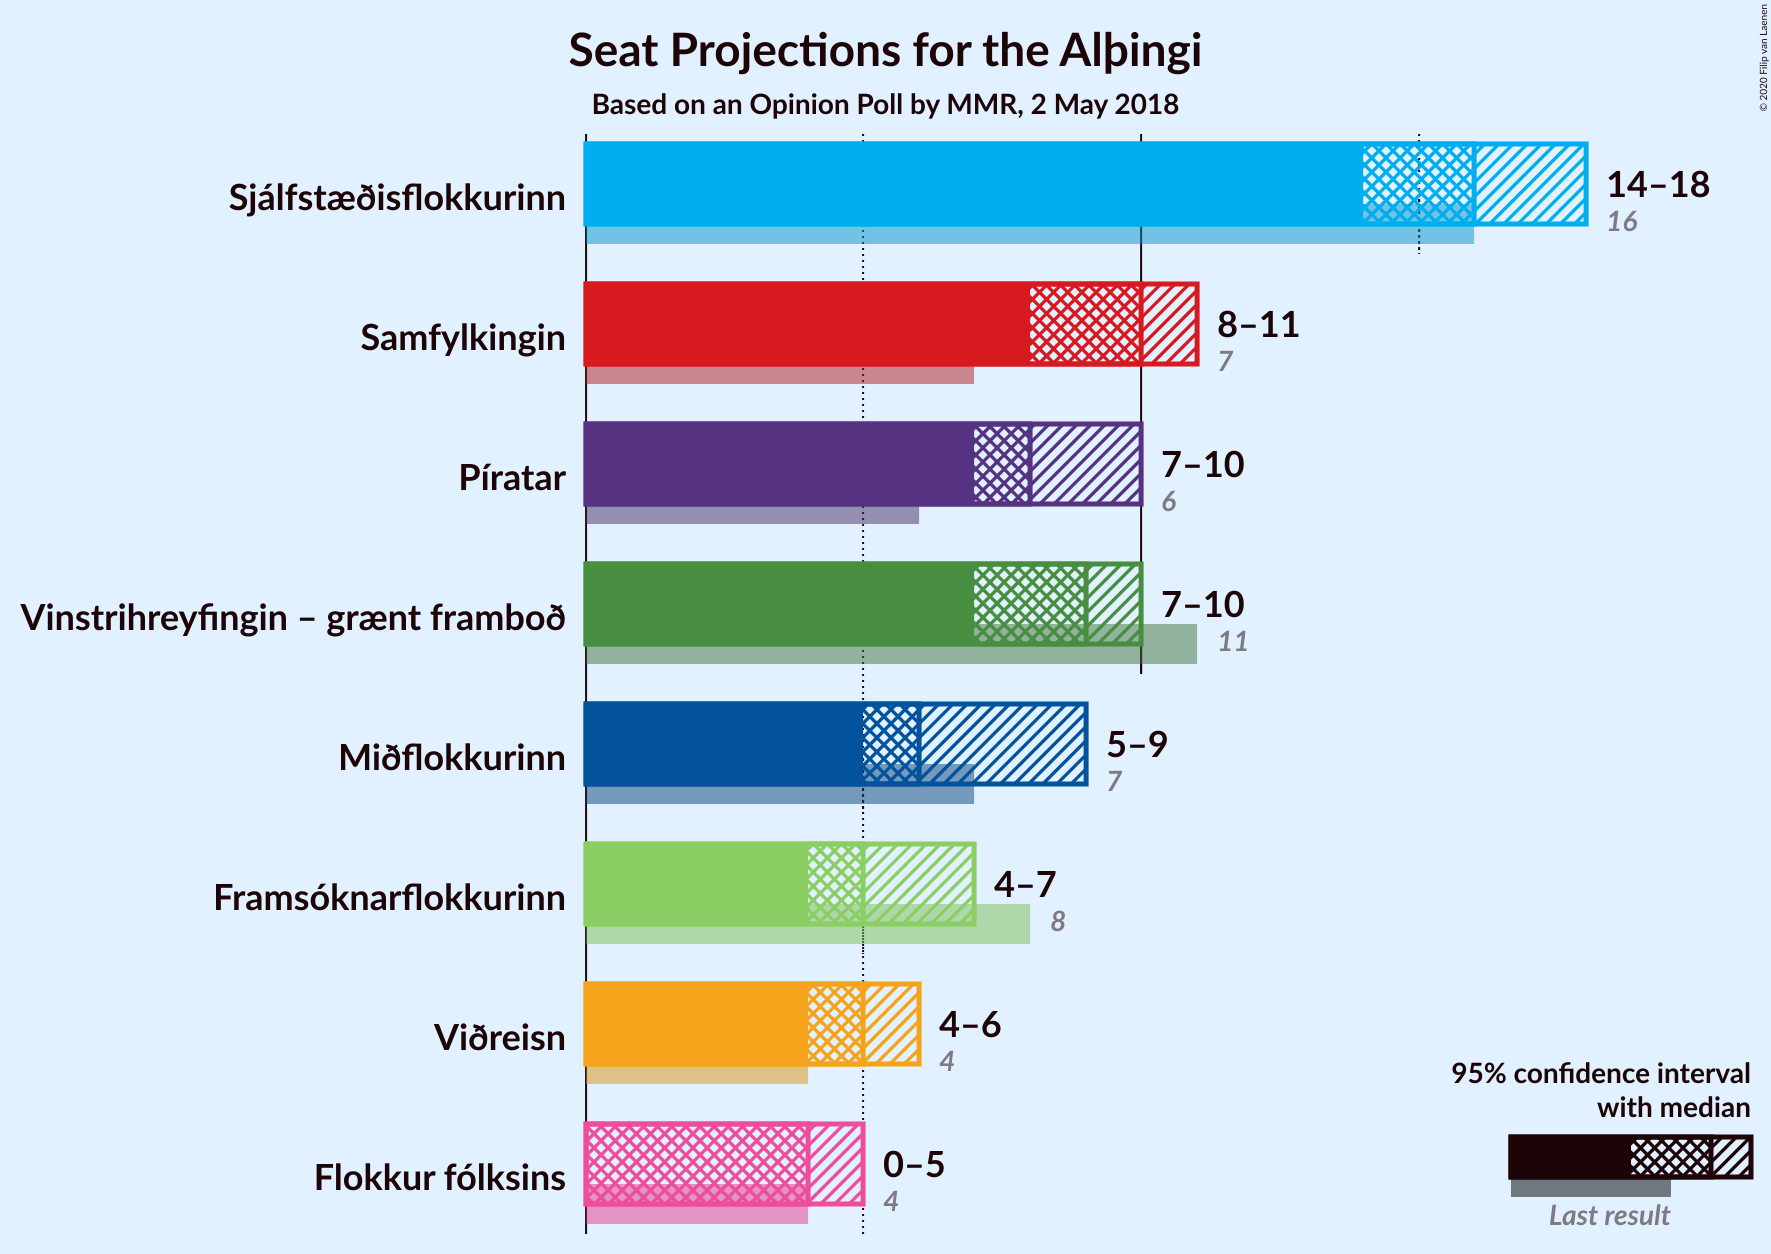 Seat Projections for the Alþingi
Based on an Opinion Poll by MMR, 2 May 2018
© 2020 Filip van Laenen
Sjálfstæðisflokkurinn
14–18
16
Samfylkingin
8–11
7
Píratar
7–10
6
Vinstrihreyfingin – grænt framboð
7–10
11
Miðflokkurinn
5–9
7
Framsóknarflokkurinn
4–7
8
Viðreisn
4–6
4
Flokkur fólksins
0–5
4
95% confidence interval
with median
Last result